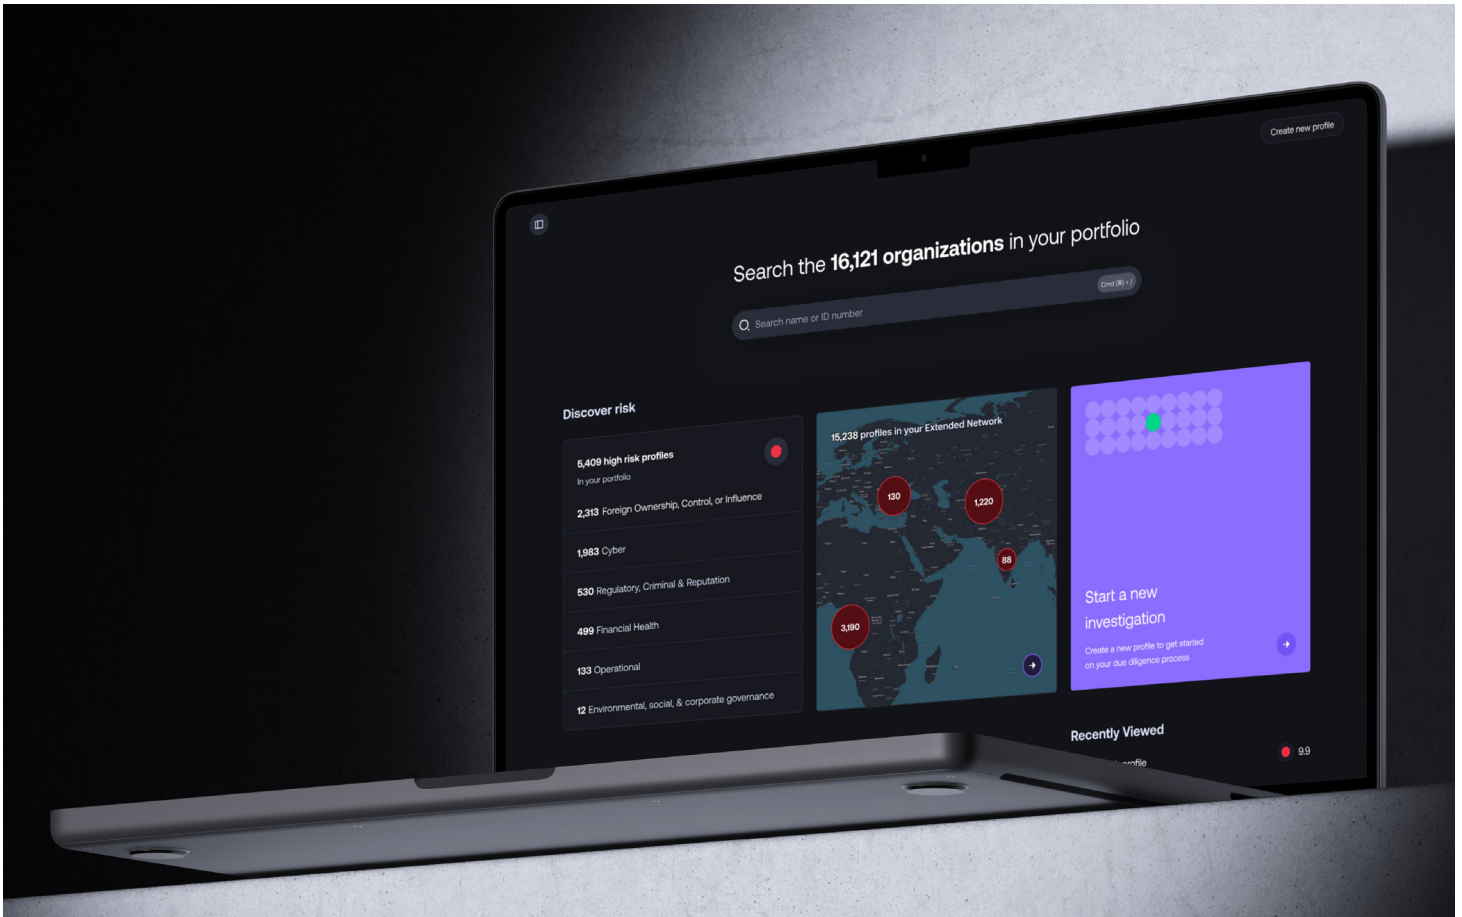 Create new profile
Search the 16,121 organizations in your portfolio
Search name or ID number
Cmd (⌘) + /
Discover risk
5,409 high risk profiles
In your portfolio
2,313 Foreign Ownership, Control, or Influence
1,983 Cyber
530 Regulatory, Criminal & Reputation
499 Financial Health
133 Operational
12 Environmental, social, & corporate governance
15,238 profiles in your Extended Network
130
1,220
88
3,190
Start a new
investigation
Create a new profile to get started
on your due diligence process
Recently Viewed
profile
9.9